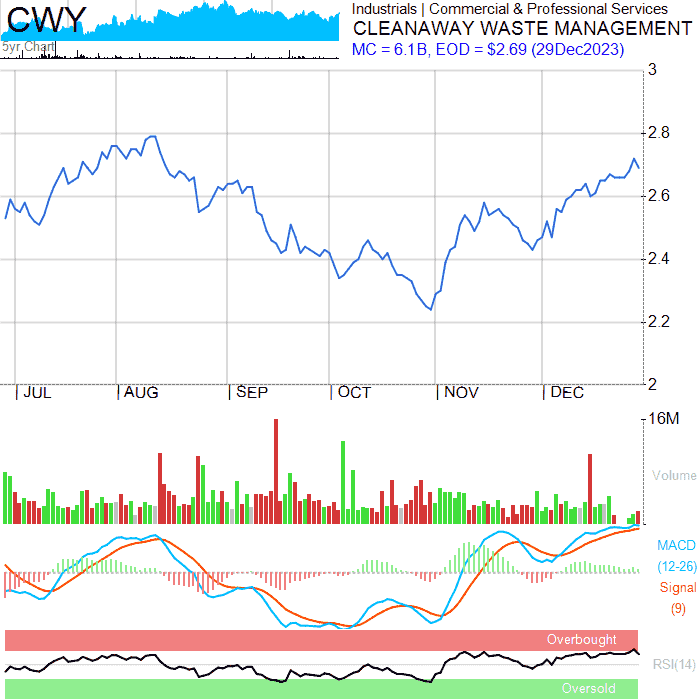 CWY
5yr Chart
Industrials | Commercial & Professional Services
CLEANAWAY WASTE MANAGEMENT
MC = 6.1B, EOD = $2.69 (29Dec2023)
3
2.8
2.6
2.4
2.2
2
JUL AUG SEP OCT NOV DEC
16M
Volume
MACD
(12-26)
Signal
(9)
Overbought
RSI(14)
Oversold